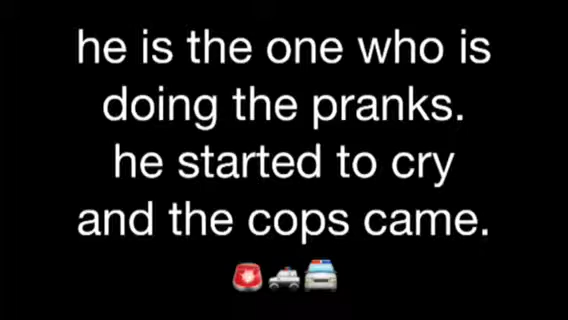 he is the one who is
doing the pranks.
he started to cry
and the cops came.
🚨🚓🚔